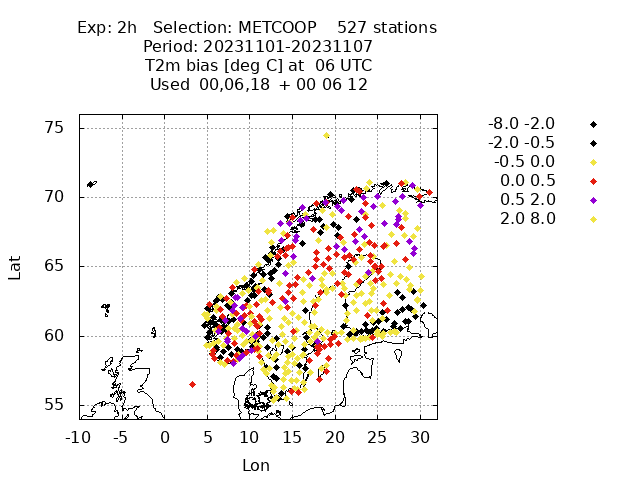 Exp: 2h   Selection: METCOOP    527 stations
Period: 20231101-20231107
T2m bias [deg C] at  06 UTC
Used  00,06,18  + 00 06 12
-8.0 -2.0
-2.0 -0.5
-0.5 0.0
0.0 0.5
0.5 2.0
2.0 8.0
75
70
65
60
55
Lat
-10 -5 0 5 10 15 20 25 30
Lon